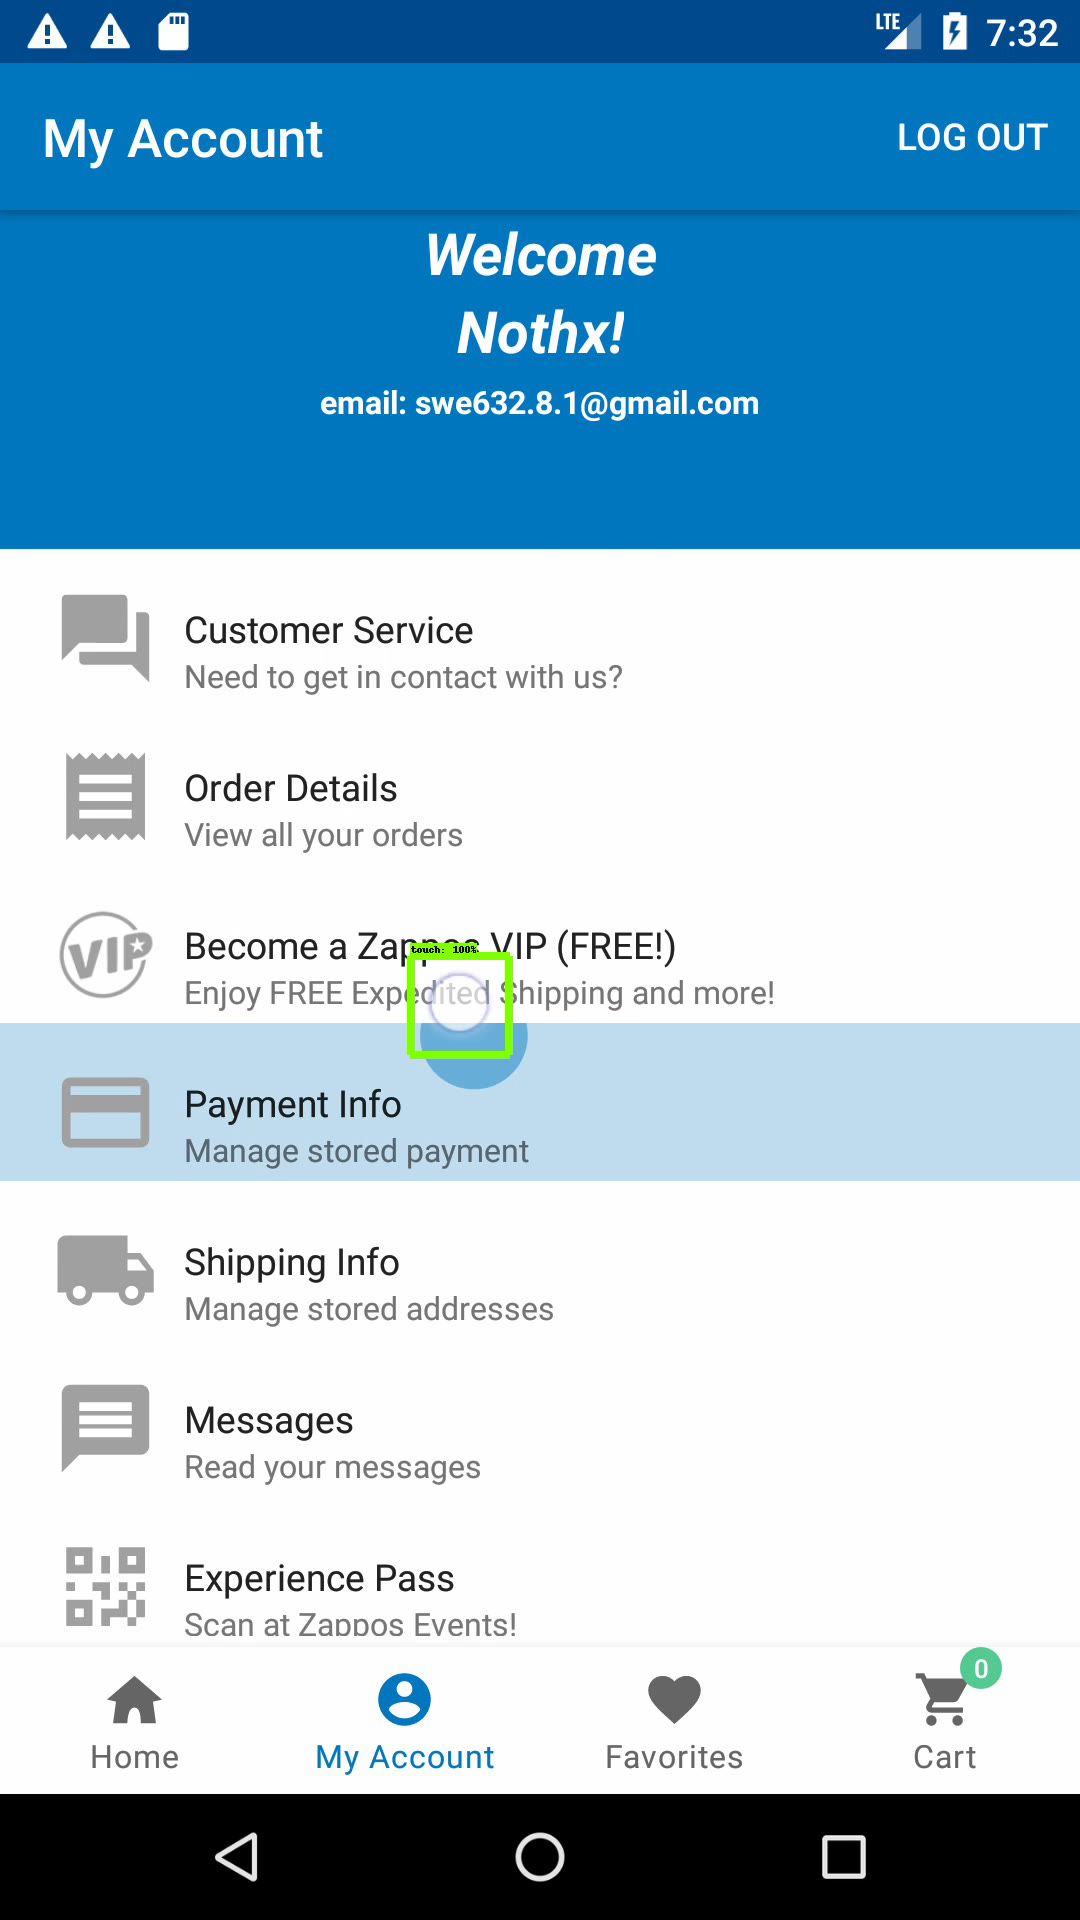 LTE 7:32
My Account LOG OUT
Welcome
Nothx!
email: swe632.8.1@gmail.com
Customer Service
Need to get in contact with us?
Order Details
View all your orders
VIP
Become a Zappos VIP (FREE!)
touch: 100%
Enjoy FREE Expedited Shipping and more!
Payment Info
Manage stored payment
Shipping Info
Manage stored addresses
Messages
Read your messages
Experience Pass
Scan at Zappos Events!
0
Home My Account Favorites Cart